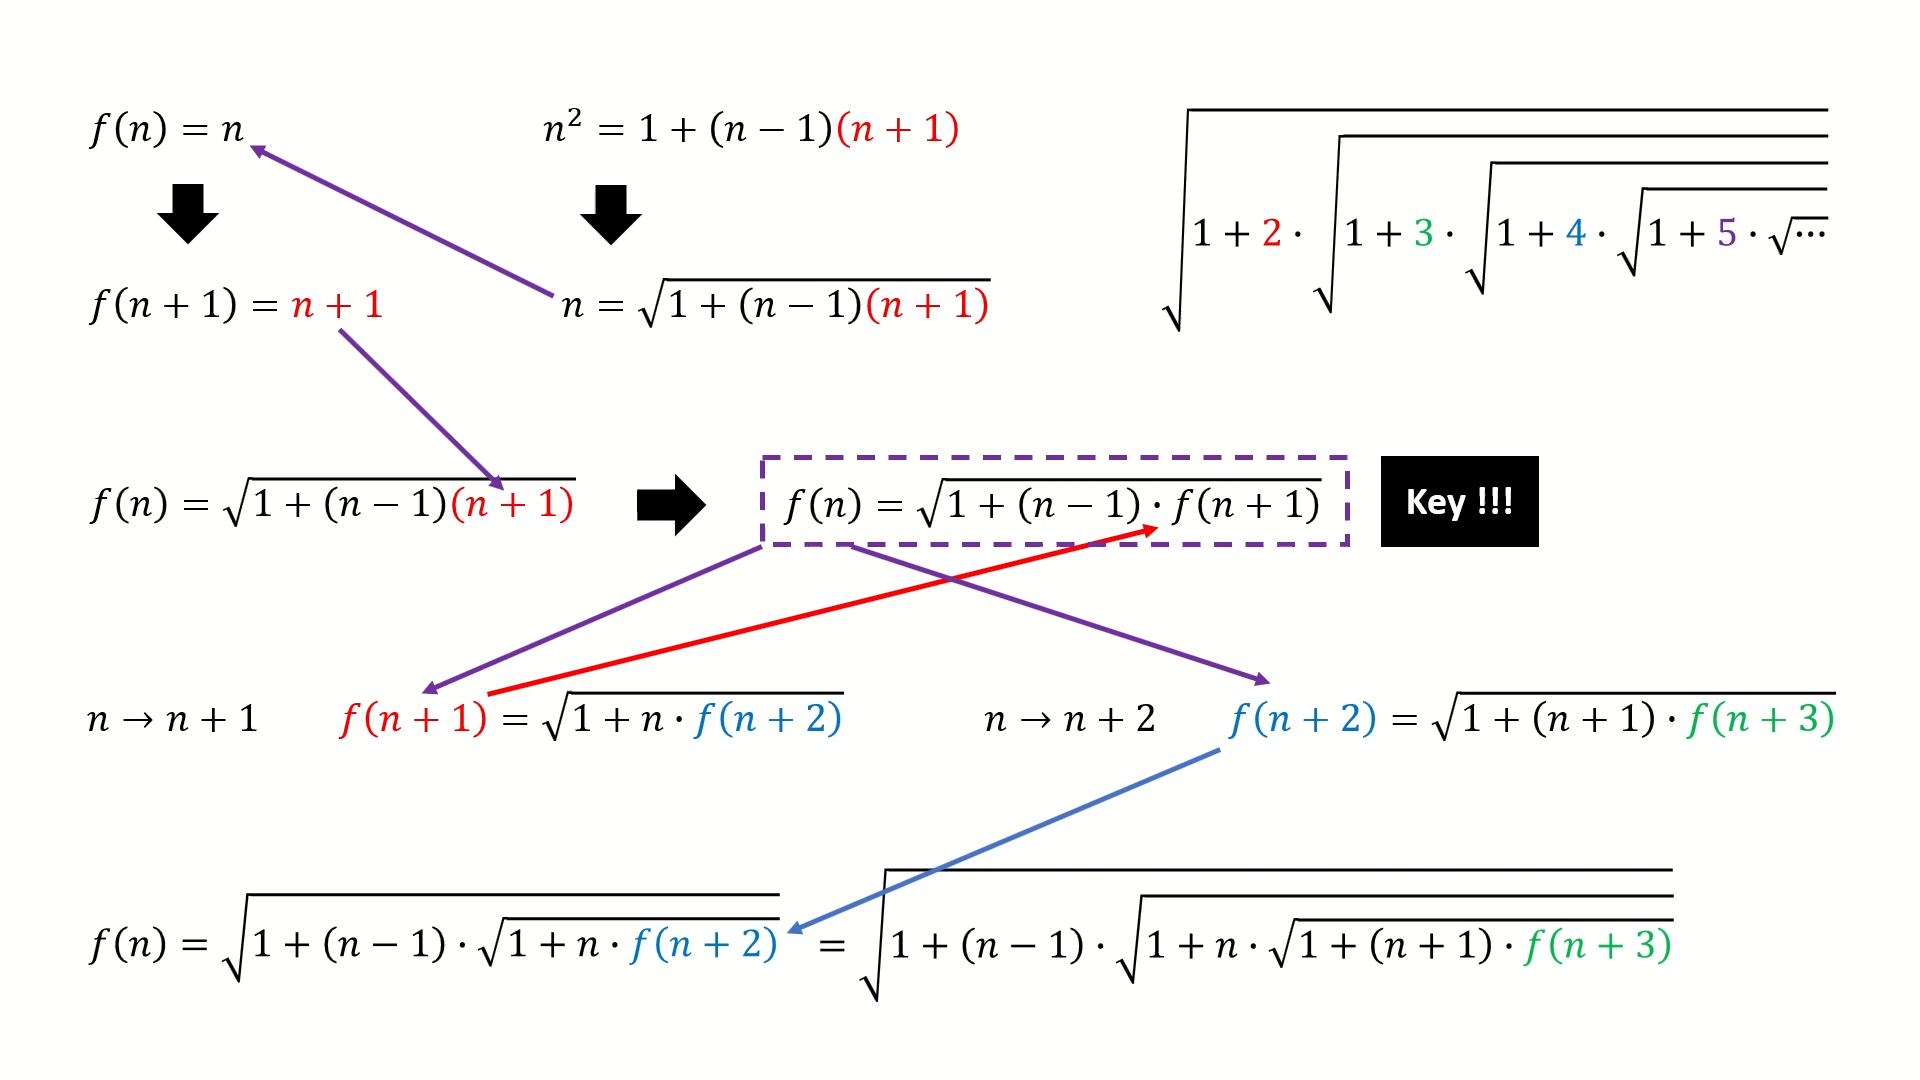 f(n) = n
n² = 1 + (n − 1)(n + 1)
√(1 + 2 · √(1 + 3 · √(1 + 4 · √(1 + 5 · √⋯))))
f(n + 1) = n + 1
n = √(1 + (n − 1)(n + 1))
f(n) = √(1 + (n − 1)(n + 1))
f(n) = √(1 + (n − 1) · f(n + 1))
Key !!!
n → n + 1
f(n + 1) = √(1 + n · f(n + 2))
n → n + 2
f(n + 2) = √(1 + (n + 1) · f(n + 3))
f(n) = √(1 + (n − 1) · √(1 + n · f(n + 2))) = √(1 + (n − 1) · √(1 + n · √(1 + (n + 1) · f(n + 3))))